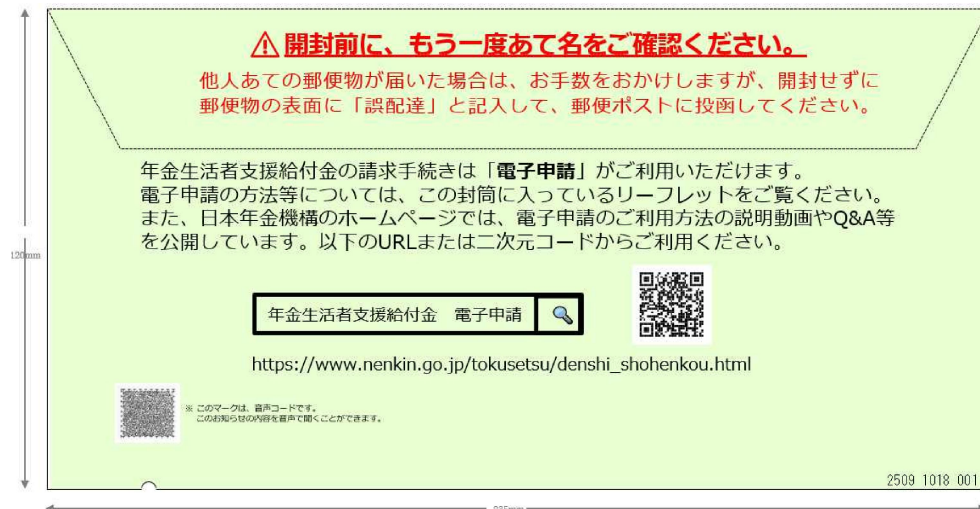 ⚠開封前に、もう一度あて名をご確認ください。
他人あての郵便物が届いた場合は、お手数をおかけしますが、開封せずに
郵便物の表面に「誤配達」と記入して、郵便ポストに投函してください。
年金生活者支援給付金の請求手続きは「電子申請」がご利用いただけます。
電子申請の方法等については、この封筒に入っているリーフレットをご覧ください。
また、日本年金機構のホームページでは、電子申請のご利用方法の説明動画やQ&A等
を公開しています。以下のURLまたは二次元コードからご利用ください。
120mm
年金生活者支援給付金　電子申請
https://www.nenkin.go.jp/tokusetsu/denshi_shohenkou.html
※ このマークは、音声コードです。
このお知らせの内容を音声で聞くことができます。
2509 1018 001